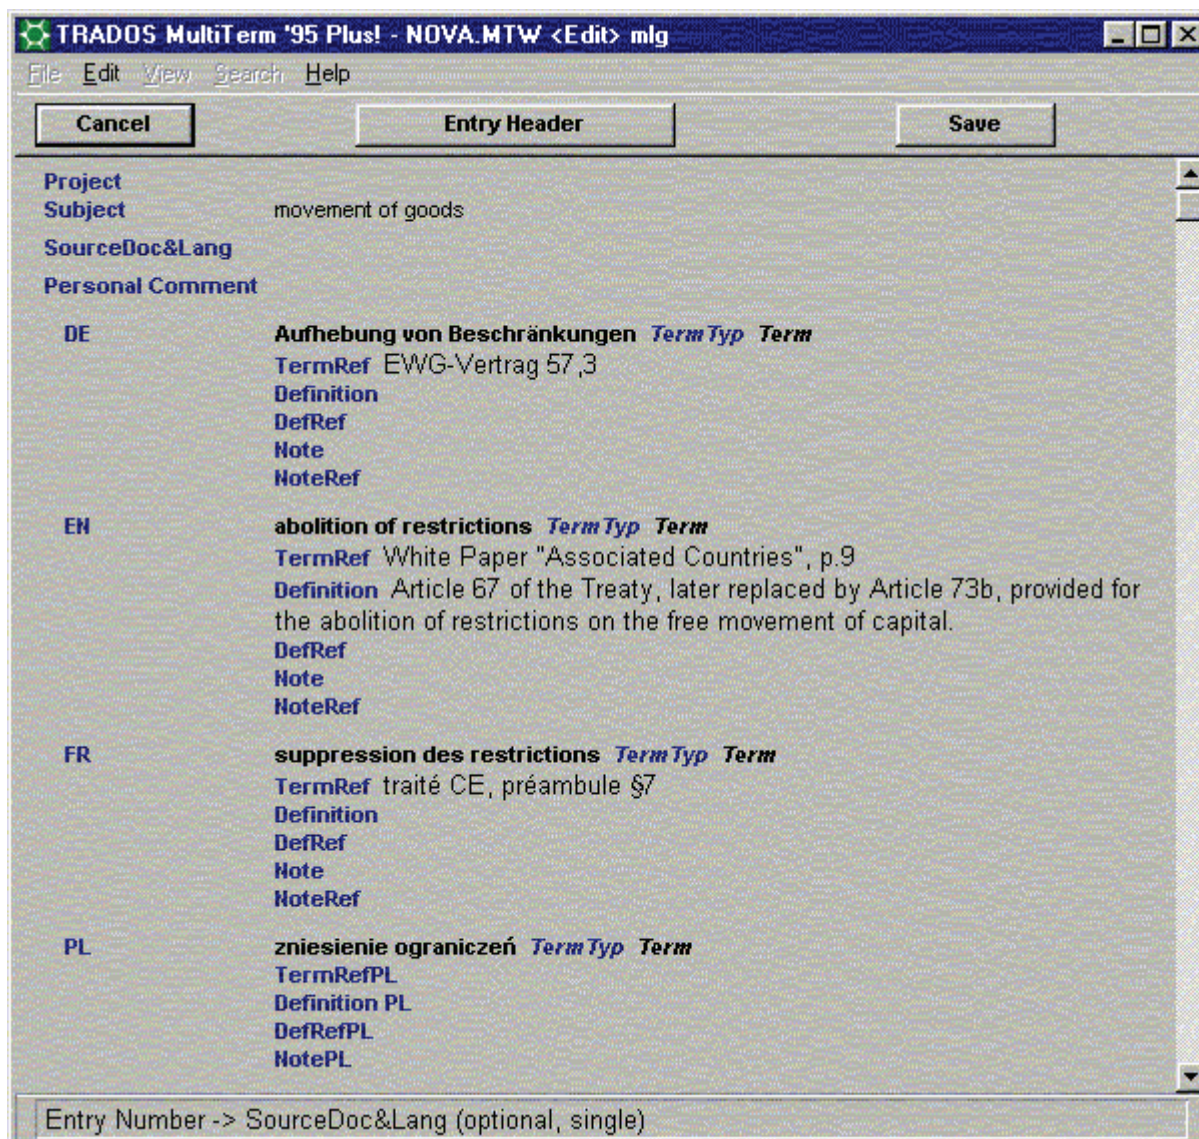 TRADOS MultiTerm '95 Plus! - NOVA.MTW <Edit> mlg
File Edit View Search Help
Cancel Entry Header Save
Project
Subject movement of goods
SourceDoc&Lang
Personal Comment
DE Aufhebung von Beschränkungen TermTyp Term
TermRef EWG-Vertrag 57,3
Definition
DefRef
Note
NoteRef
EN abolition of restrictions TermTyp Term
TermRef White Paper "Associated Countries", p.9
Definition Article 67 of the Treaty, later replaced by Article 73b, provided for
the abolition of restrictions on the free movement of capital.
DefRef
Note
NoteRef
FR suppression des restrictions TermTyp Term
TermRef traité CE, préambule §7
Definition
DefRef
Note
NoteRef
PL zniesienie ograniczeń TermTyp Term
TermRefPL
Definition PL
DefRefPL
NotePL
Entry Number -> SourceDoc&Lang (optional, single)